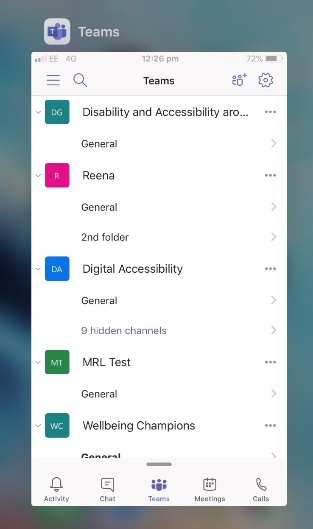 Teams
EE 4G 12:26 pm 72%
Teams
DG Disability and Accessibility aro...
General
R Reena
General
2nd folder
DA Digital Accessibility
General
9 hidden channels
MT MRL Test
General
WC Wellbeing Champions
General
Activity Chat Teams Meetings Calls